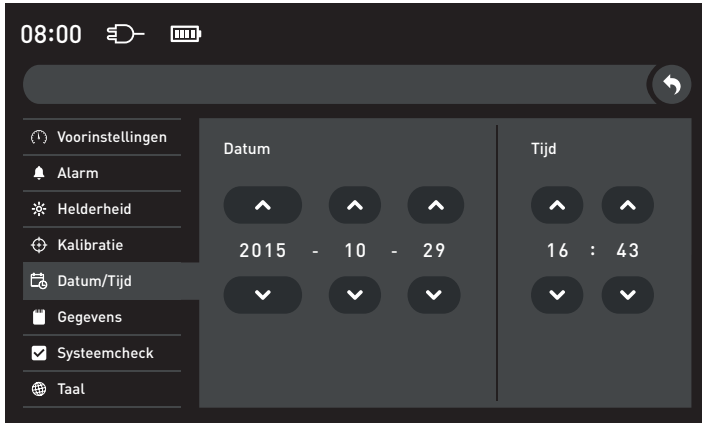 08:00
Voorinstellingen
Alarm
Helderheid
Kalibratie
Datum/Tijd
Gegevens
Systeemcheck
Taal
Datum
2015 - 10 - 29
Tijd
16 : 43